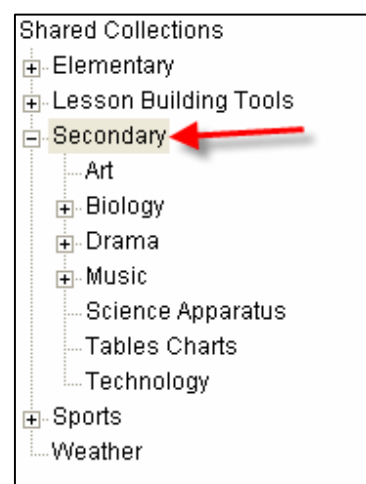 Shared Collections
Elementary
Lesson Building Tools
Secondary
Art
Biology
Drama
Music
Science Apparatus
Tables Charts
Technology
Sports
Weather